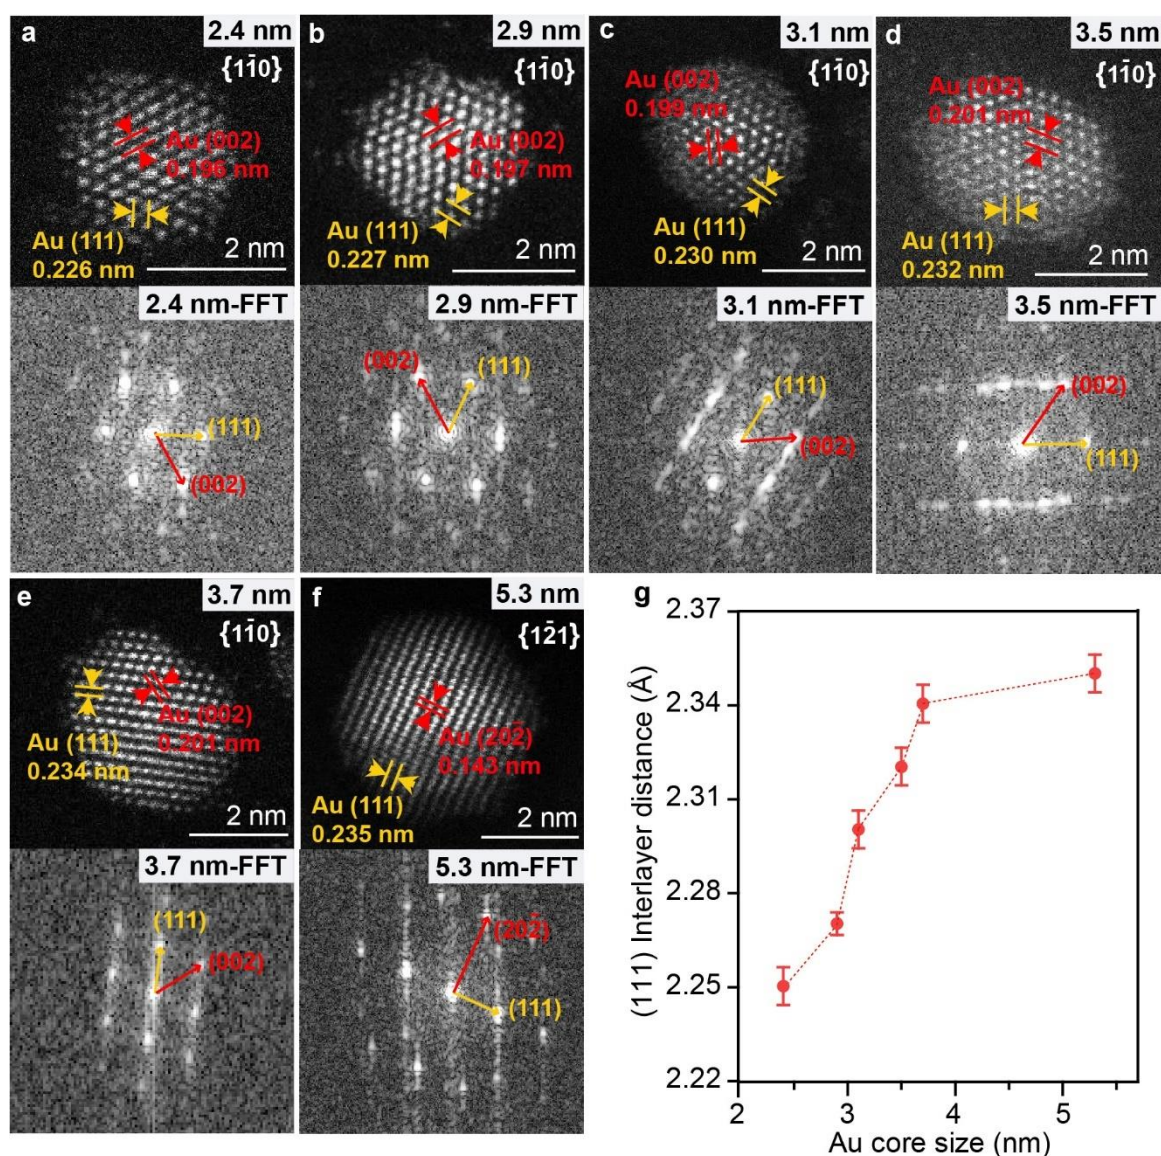 a
2.4 nm
{11̄0}
Au (002)
0.196 nm
Au (111)
0.226 nm
2 nm
b
2.9 nm
{11̄0}
Au (002)
0.197 nm
Au (111)
0.227 nm
2 nm
c
3.1 nm
{11̄0}
Au (002)
0.199 nm
Au (111)
0.230 nm
2 nm
d
3.5 nm
{11̄0}
Au (002)
0.201 nm
Au (111)
0.232 nm
2 nm
2.4 nm-FFT
(111)
(002)
2.9 nm-FFT
(002)
(111)
3.1 nm-FFT
(111)
(002)
3.5 nm-FFT
(002)
(111)
e
3.7 nm
{11̄0}
Au (002)
0.201 nm
Au (111)
0.234 nm
2 nm
f
5.3 nm
{12̄1}
Au (202̄)
0.143 nm
Au (111)
0.235 nm
2 nm
3.7 nm-FFT
(111)
(002)
5.3 nm-FFT
(202̄)
(111)
g
(111) Interlayer distance (Å)
2.37
2.34
2.31
2.28
2.25
2.22
2 3 4 5
Au core size (nm)